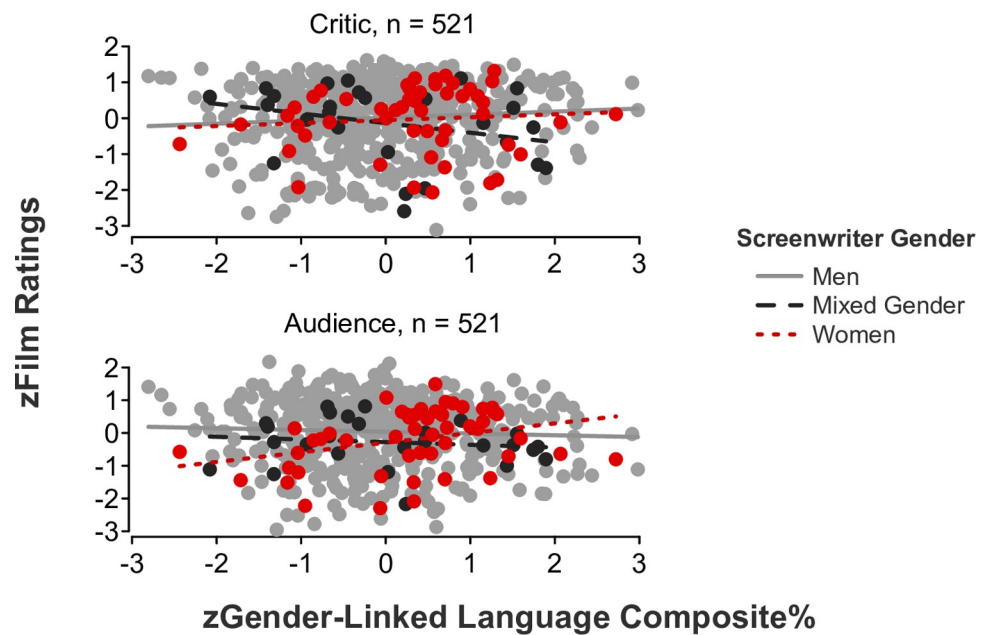 Critic, n = 521
2
1
0
-1
-2
-3
-3 -2 -1 0 1 2 3
zFilm Ratings
Screenwriter Gender
Men
Mixed Gender
Women
Audience, n = 521
2
1
0
-1
-2
-3
-3 -2 -1 0 1 2 3
zGender-Linked Language Composite%